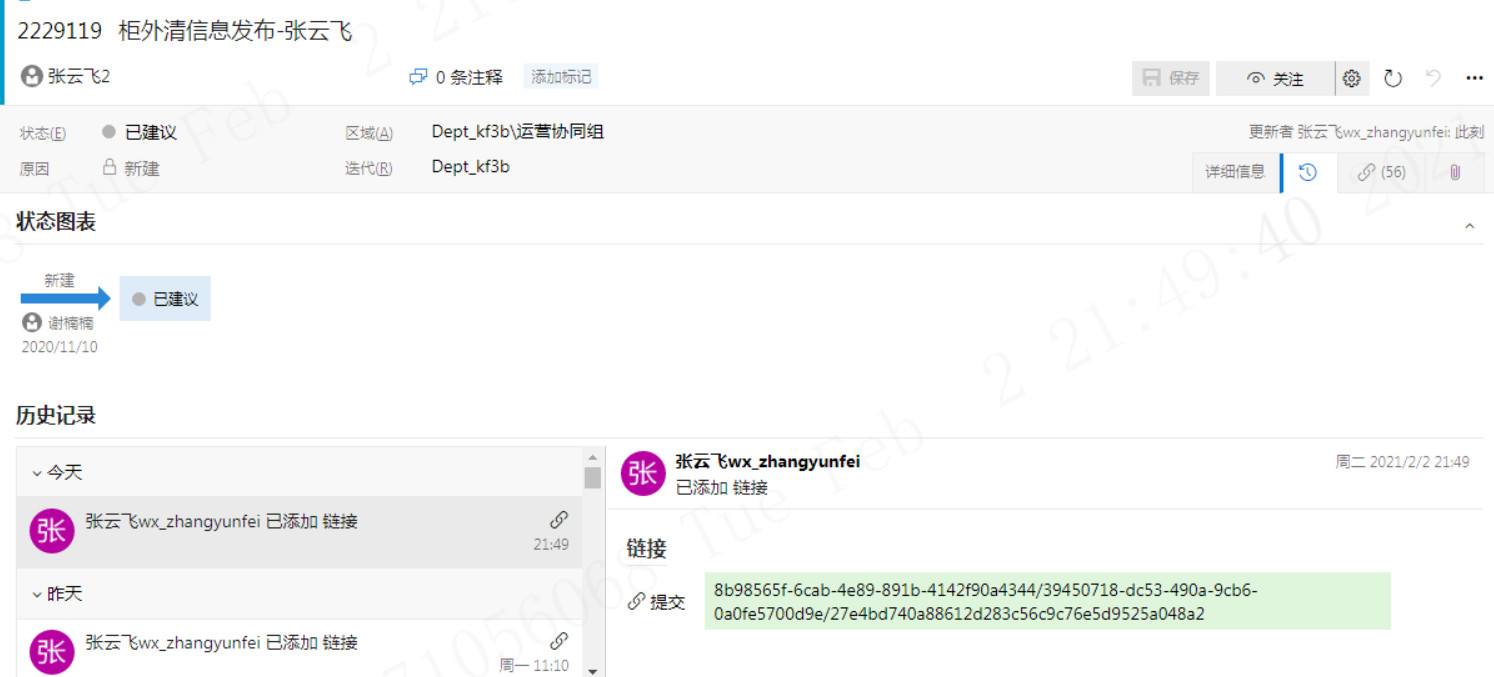 2229119 柜外清信息发布-张云飞
张云飞2
0 条注释
添加标记
保存
关注
状态(E) 已建议
区域(A) Dept_kf3b\运营协同组
更新者 张云飞wx_zhangyunfei: 此刻
原因 新建
迭代(R) Dept_kf3b
详细信息
(56)
状态图表
新建
已建议
谢楠楠
2020/11/10
历史记录
今天
张云飞wx_zhangyunfei 已添加 链接
21:49
昨天
张云飞wx_zhangyunfei 已添加 链接
周一 11:10
张
张
张
张云飞wx_zhangyunfei
周二 2021/2/2 21:49
已添加 链接
链接
提交
8b98565f-6cab-4e89-891b-4142f90a4344/39450718-dc53-490a-9cb6-
0a0fe5700d9e/27e4bd740a88612d283c56c9c76e5d9525a048a2
Tue Feb 2 21:49:40 2021